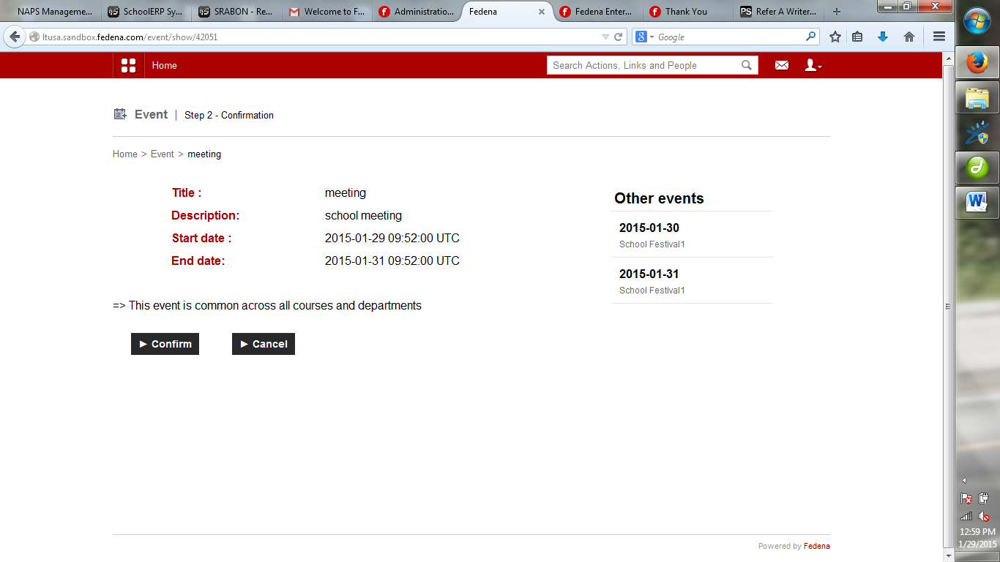 NAPS Manageme...
SchoolERP Sy...
SRABON - Re...
Welcome to F...
Administratio...
Fedena
Fedena Enter...
Thank You
PS Refer A Writer...
ltusa.sandbox.fedena.com/event/show/42051
Google
Home
Search Actions, Links and People
Event | Step 2 - Confirmation
Home > Event > meeting
Title : meeting
Description: school meeting
Start date : 2015-01-29 09:52:00 UTC
End date: 2015-01-31 09:52:00 UTC
Other events
2015-01-30
School Festival1
2015-01-31
School Festival1
=> This event is common across all courses and departments
Confirm
Cancel
Powered by Fedena
12:59 PM
1/29/2015